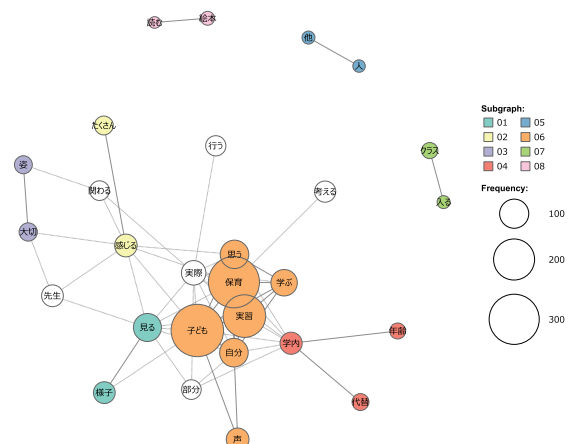 読む
絵本
他
人
たくさん
行う
クラス
姿
関わる
考える
入る
大切
感じる
思う
実際
保育
学ぶ
先生
実習
見る
子ども
学内
年齢
自分
様子
部分
代替
声
Subgraph:
01 05
02 06
03 07
04 08
Frequency:
100
200
300